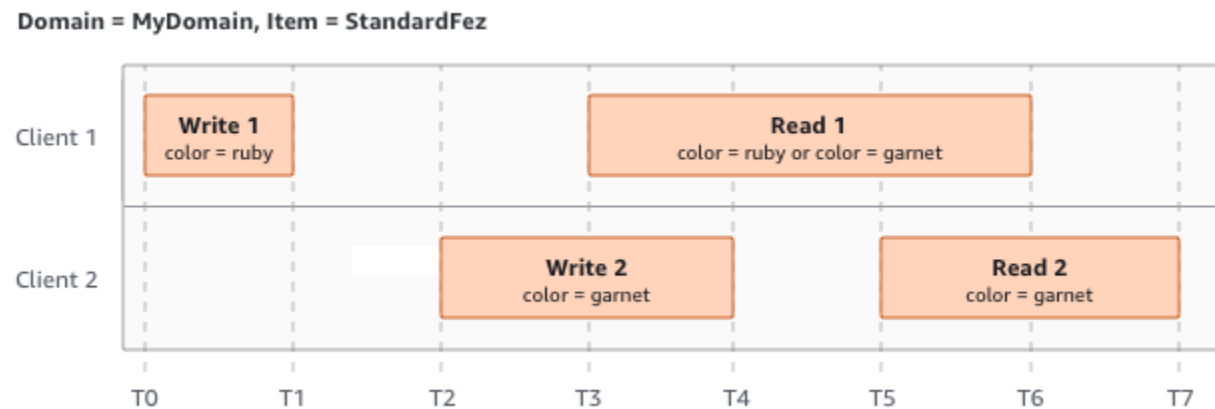 Domain = MyDomain, Item = StandardFez
Client 1
Write 1
color = ruby
Read 1
color = ruby or color = garnet
Client 2
Write 2
color = garnet
Read 2
color = garnet
T0 T1 T2 T3 T4 T5 T6 T7